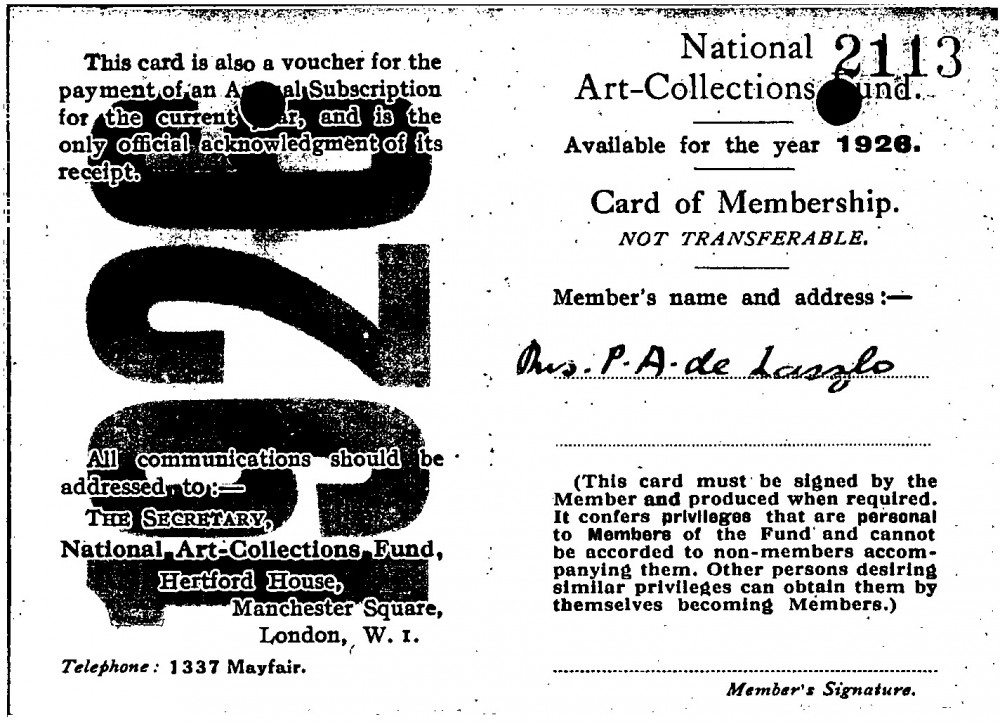 This card is also a voucher for the
payment of an A al Subscription
for the current ar, and is the
only official acknowledgment of its
receipt.
1926
All communications should be
addressed to:—
THE SECRETARY,
National Art-Collections Fund,
Hertford House,
Manchester Square,
London, W. 1.
Telephone: 1337 Mayfair.
National 2113
Art-Collections und.
Available for the year 1926.
Card of Membership.
NOT TRANSFERABLE.
Member's name and address :—
Mrs. P. A. de Laszlo
(This card must be signed by the
Member and produced when required.
It confers privileges that are personal
to Members of the Fund and cannot
be accorded to non-members accom-
panying them. Other persons desiring
similar privileges can obtain them by
themselves becoming Members.)
Member's Signature.